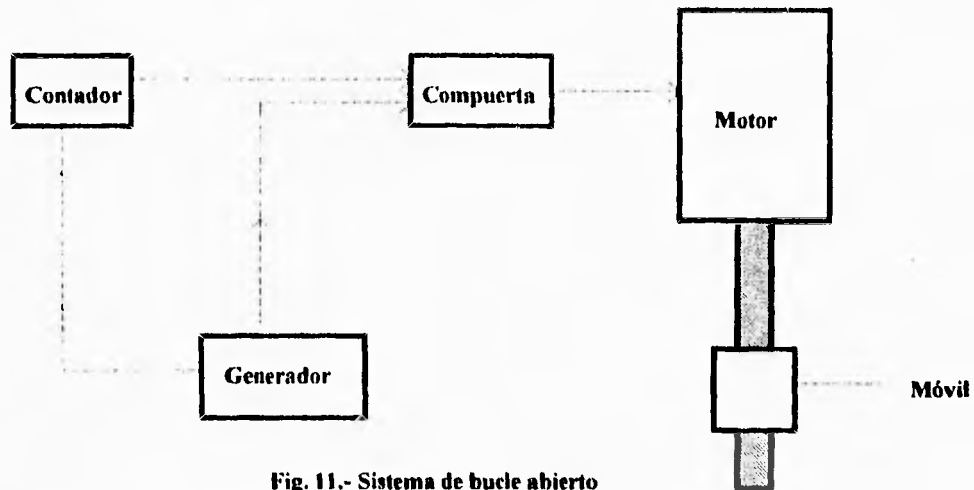 Contador
Compuerta
Motor
Generador
Móvil
Fig. 11.- Sistema de bucle abierto